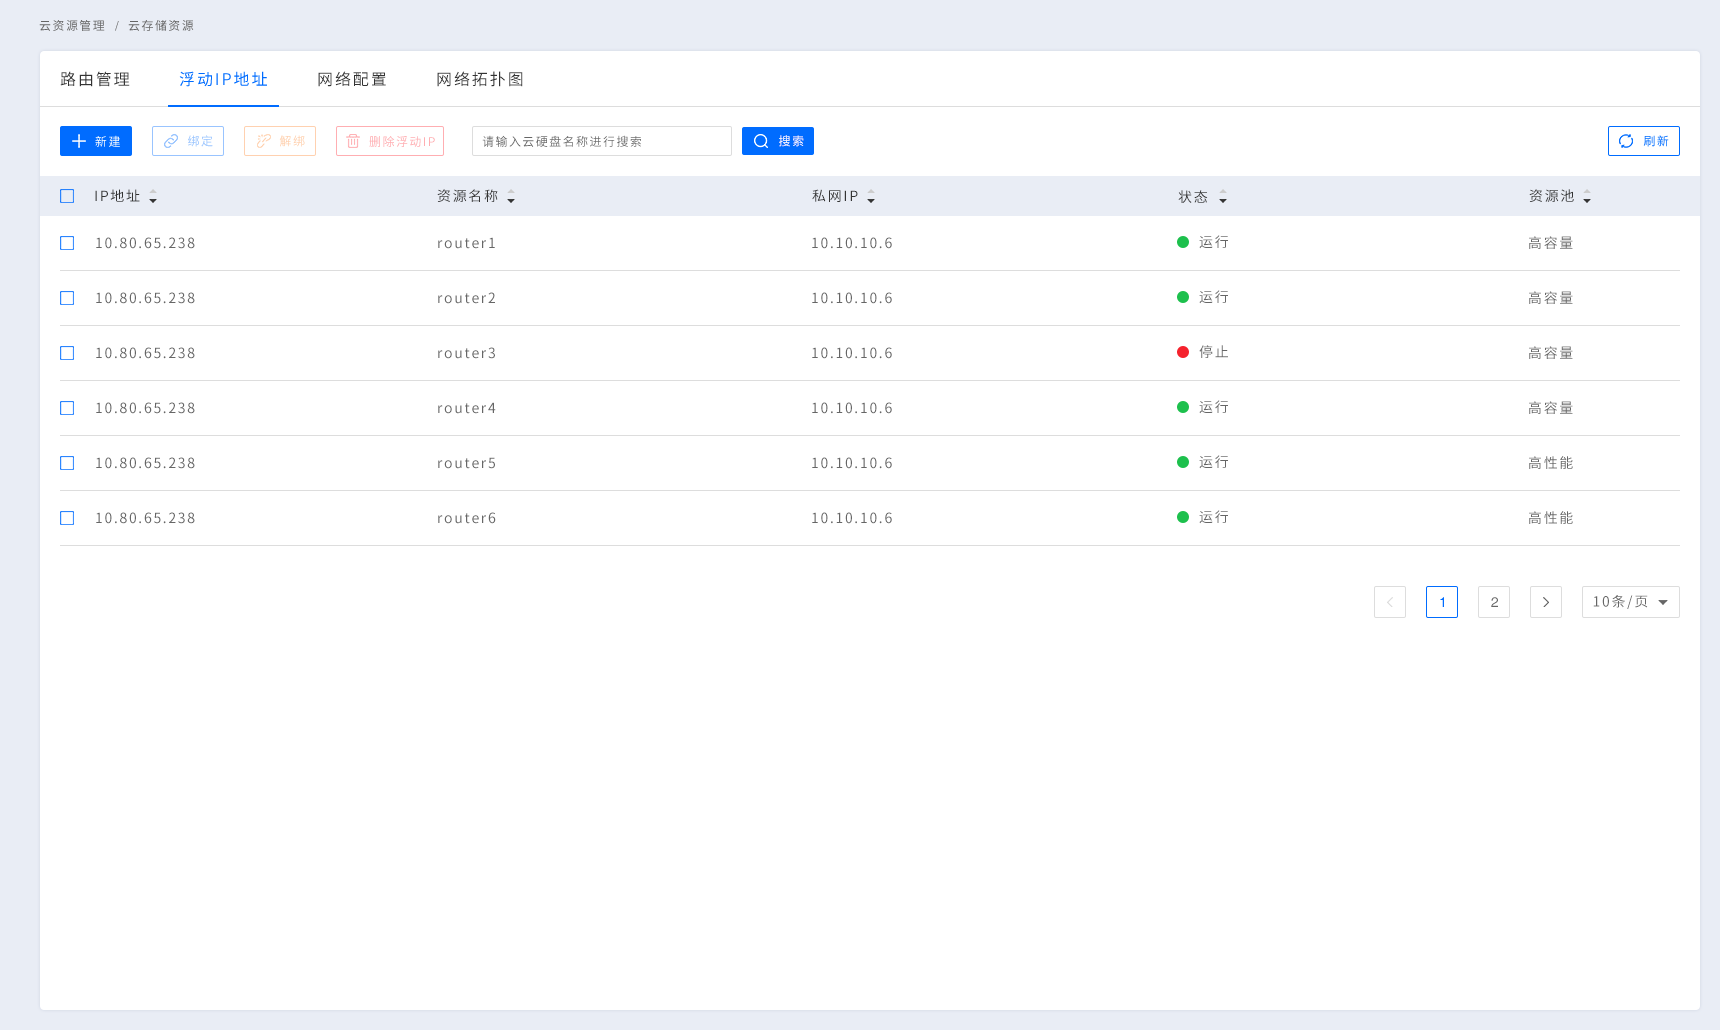 云资源管理 / 云存储资源
路由管理 浮动IP地址 网络配置 网络拓扑图
新建 绑定 解绑 删除浮动IP 请输入云硬盘名称进行搜索 搜索 刷新
IP地址 资源名称 私网IP 状态 资源池
10.80.65.238 router1 10.10.10.6 运行 高容量
10.80.65.238 router2 10.10.10.6 运行 高容量
10.80.65.238 router3 10.10.10.6 停止 高容量
10.80.65.238 router4 10.10.10.6 运行 高容量
10.80.65.238 router5 10.10.10.6 运行 高性能
10.80.65.238 router6 10.10.10.6 运行 高性能
1 2 10条/页